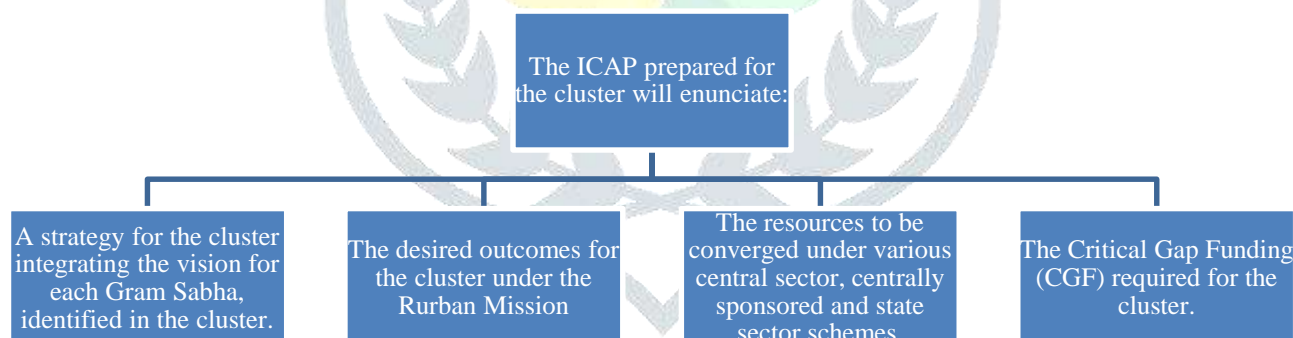 The ICAP prepared for
the cluster will enunciate:
A strategy for the cluster
integrating the vision for
each Gram Sabha,
identified in the cluster.
The desired outcomes for
the cluster under the
Rurban Mission
The resources to be
converged under various
central sector, centrally
sponsored and state
sector schemes
The Critical Gap Funding
(CGF) required for the
cluster.